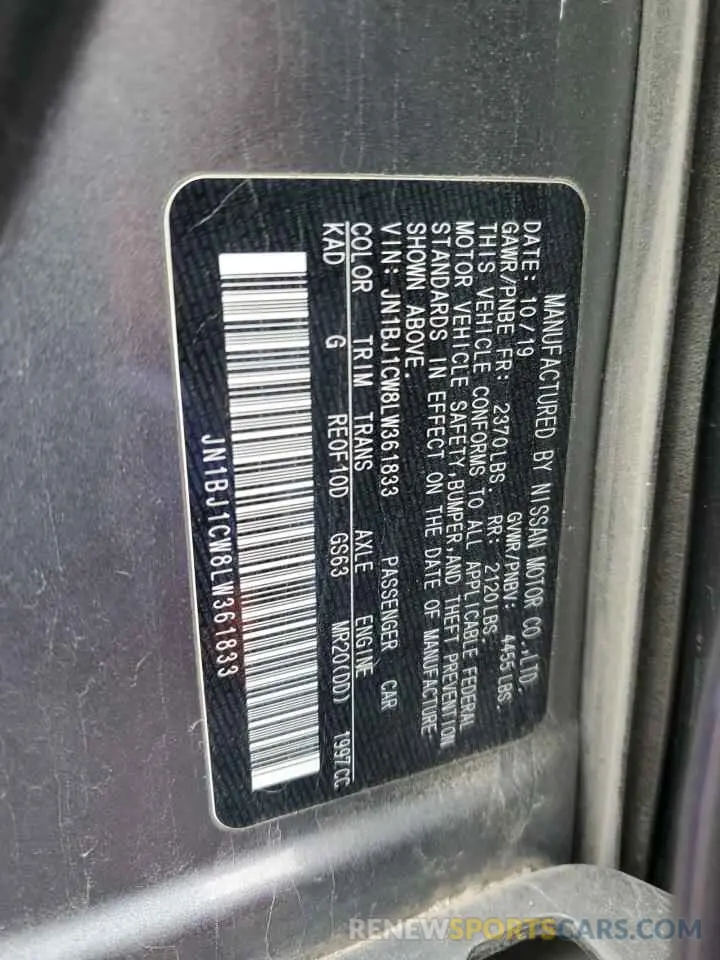 MANUFACTURED BY NISSAN MOTOR CO.,LTD.
DATE: 10/19 GVWR/PNBV: 4455LBS.
GAWR/PNBE FR: 2370LBS. RR: 2120LBS.
THIS VEHICLE CONFORMS TO ALL APPLICABLE FEDERAL
MOTOR VEHICLE SAFETY,BUMPER,AND THEFT PREVENTION
STANDARDS IN EFFECT ON THE DATE OF MANUFACTURE
SHOWN ABOVE.
VIN: JN1BJ1CW8LW361833 PASSENGER CAR
COLOR TRIM TRANS AXLE ENGINE
KAD G RE0F10D GS63 MR20(DD) 1997CC
JN1BJ1CW8LW361833
RENEWSPORTSCARS.COM